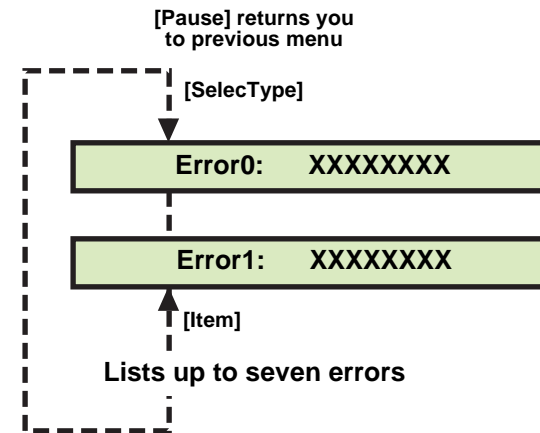 [Pause] returns you
to previous menu
[SelecType]
Error0: XXXXXXXX
Error1: XXXXXXXX
[Item]
Lists up to seven errors